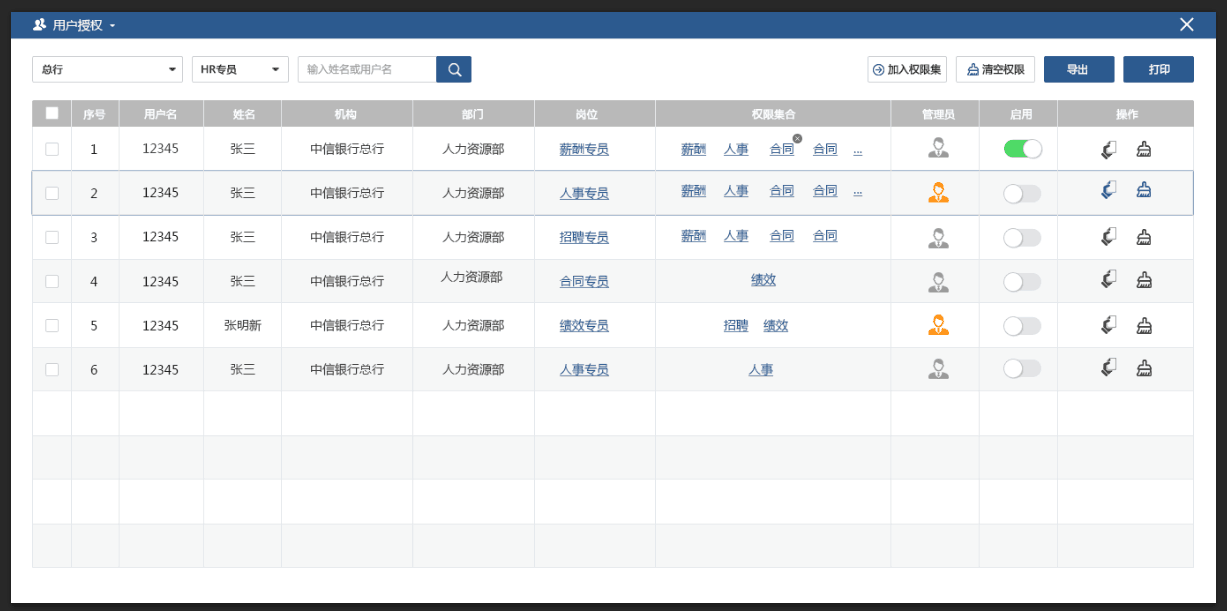 用户授权
总行 HR专员 输入姓名或用户名 加入权限集 清空权限 导出 打印
序号 用户名 姓名 机构 部门 岗位 权限集合 管理员 启用 操作
1 12345 张三 中信银行总行 人力资源部 薪酬专员 薪酬 人事 合同 合同 ...
2 12345 张三 中信银行总行 人力资源部 人事专员 薪酬 人事 合同 合同 ...
3 12345 张三 中信银行总行 人力资源部 招聘专员 薪酬 人事 合同 合同
4 12345 张三 中信银行总行 人力资源部 合同专员 绩效
5 12345 张明新 中信银行总行 人力资源部 绩效专员 招聘 绩效
6 12345 张三 中信银行总行 人力资源部 人事专员 人事